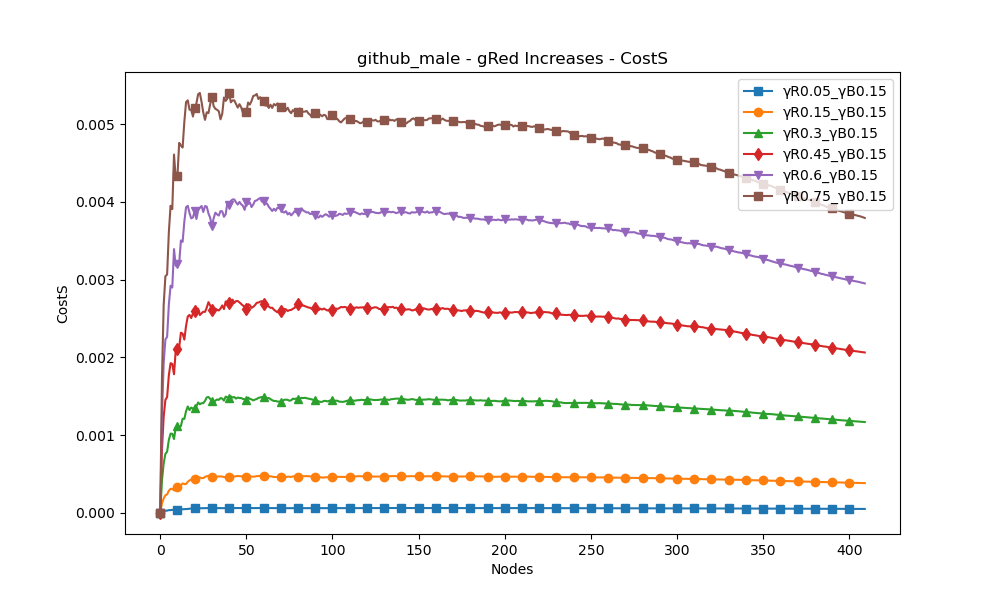 github_male - gRed Increases - CostS
CostS
0.005
0.004
0.003
0.002
0.001
0.000
γR0.05_γB0.15
γR0.15_γB0.15
γR0.3_γB0.15
γR0.45_γB0.15
γR0.6_γB0.15
γR0.75_γB0.15
0 50 100 150 200 250 300 350 400
Nodes